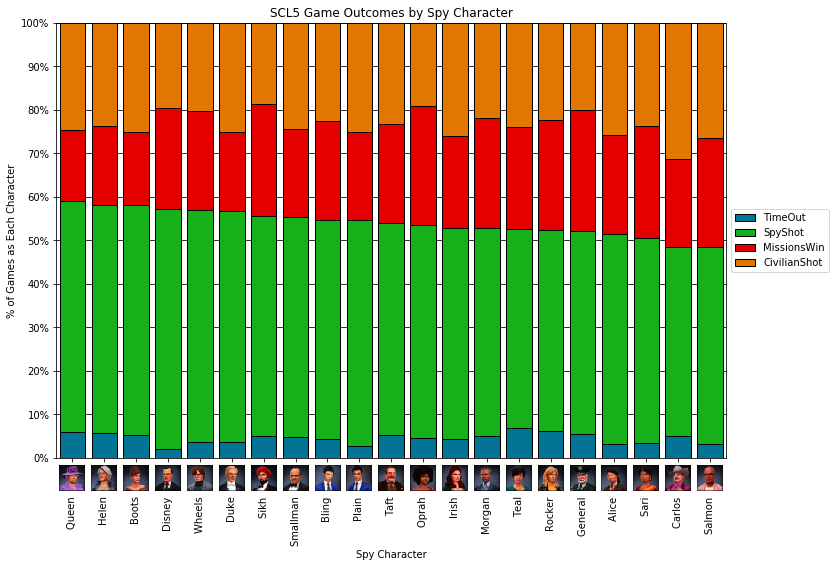 SCL5 Game Outcomes by Spy Character
100%
90%
80%
70%
60%
50%
40%
30%
20%
10%
0%
% of Games as Each Character
TimeOut
SpyShot
MissionsWin
CivilianShot
Queen
Helen
Boots
Disney
Wheels
Duke
Sikh
Smallman
Bling
Plain
Taft
Oprah
Irish
Morgan
Teal
Rocker
General
Alice
Sari
Carlos
Salmon
Spy Character